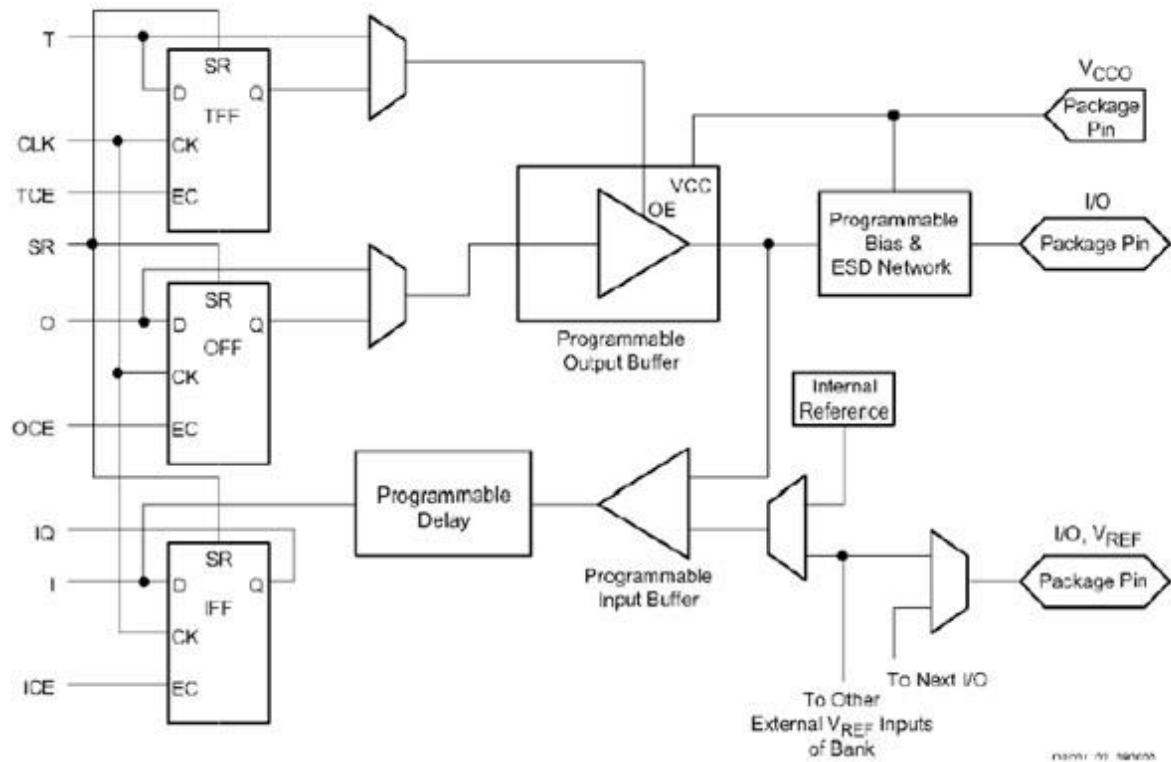 T
SR
D
Q
TFF
CLK
CK
TCE
EC
SR
SR
O
D
Q
OFF
CK
OCE
EC
IQ
SR
I
D
Q
IFF
CK
ICE
EC
VCC
OE
Programmable
Output Buffer
VCCO
Package
Pin
Programmable
Bias &
ESD Network
I/O
Package Pin
Internal
Reference
Programmable
Delay
Programmable
Input Buffer
I/O, VREF
Package Pin
To Next I/O
To Other
External VREF Inputs
of Bank